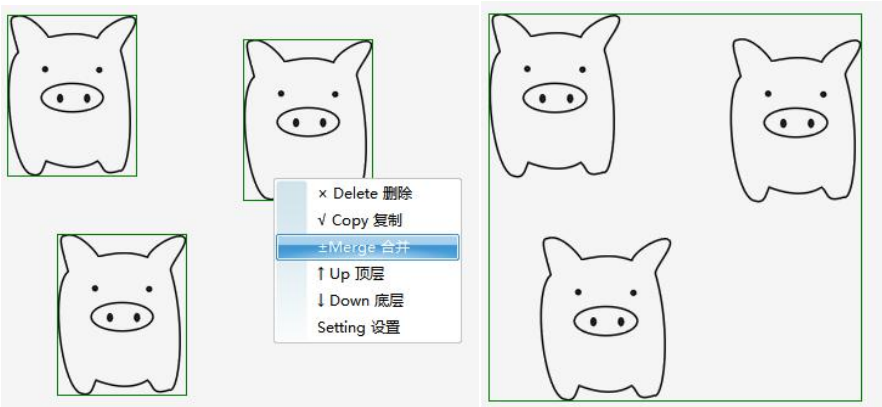 × Delete 删除
√ Copy 复制
±Merge 合并
↑Up 顶层
↓Down 底层
Setting 设置